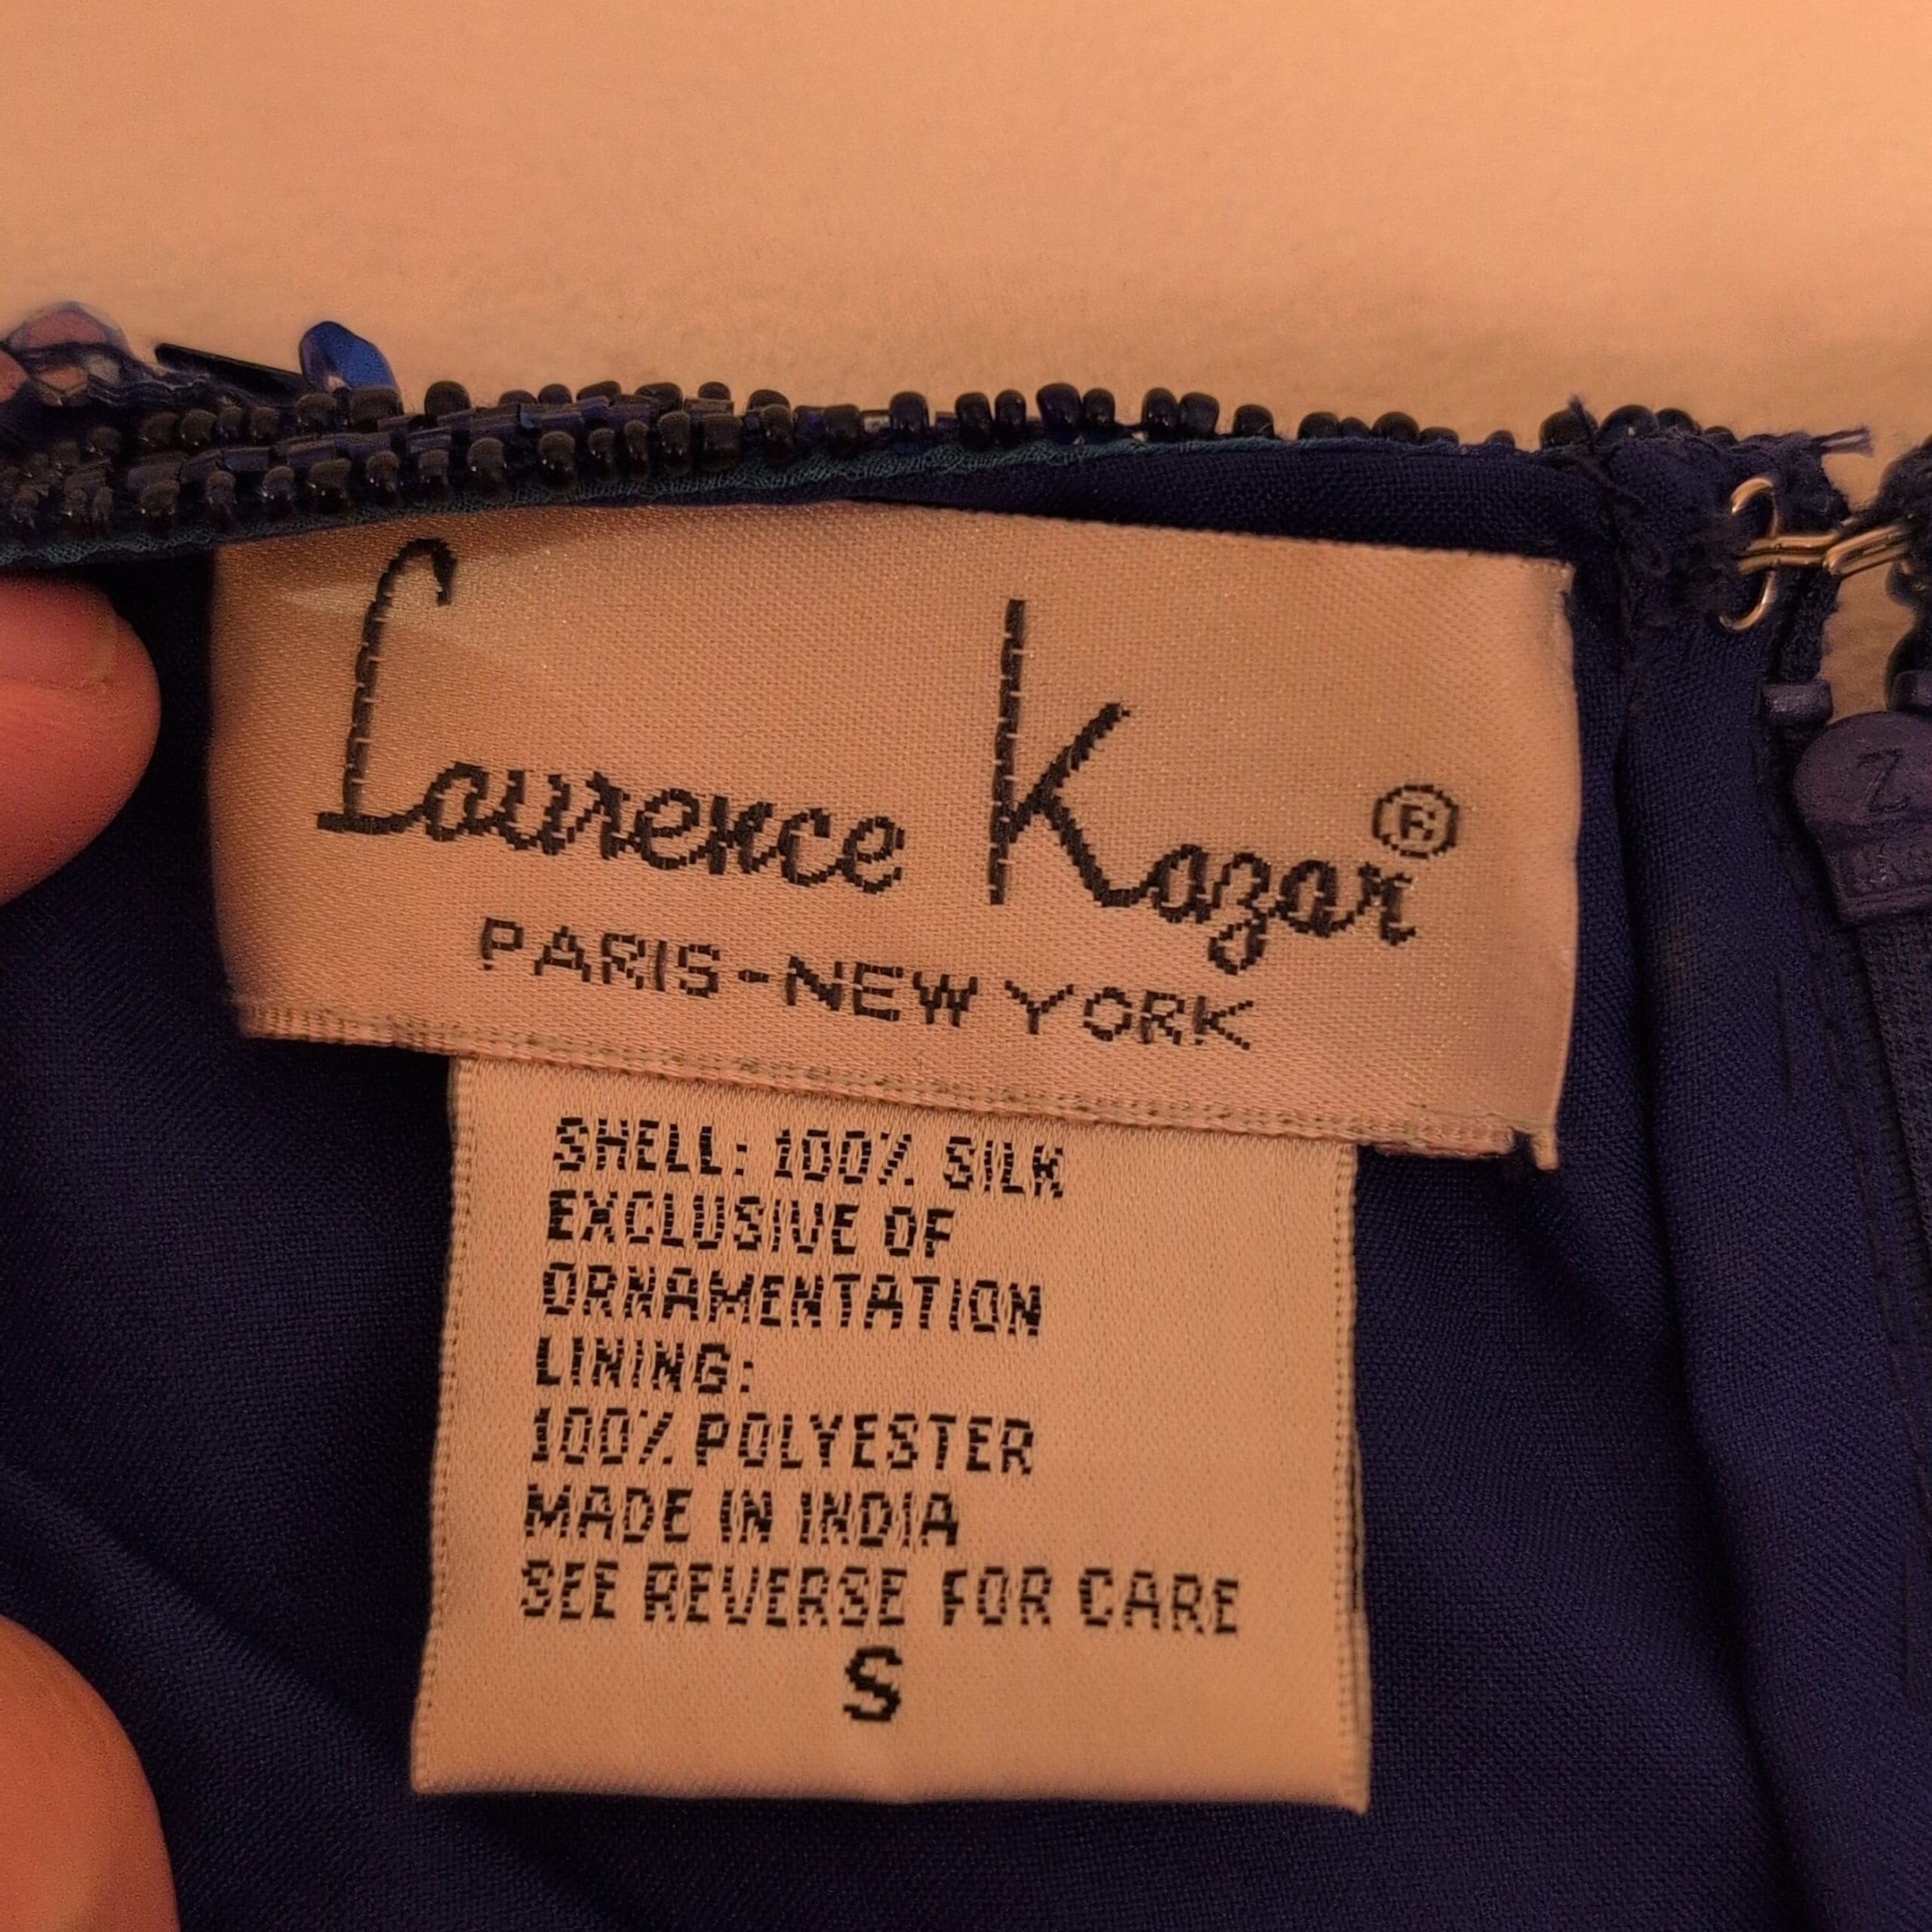 Laurence Kazar®
PARIS-NEW YORK
SHELL: 100% SILK
EXCLUSIVE OF
ORNAMENTATION
LINING:
100% POLYESTER
MADE IN INDIA
SEE REVERSE FOR CARE
S